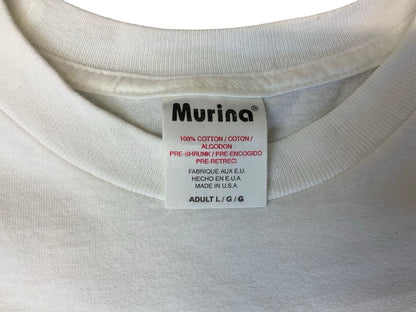 Murina®
100% COTTON / COTON /
ALGODON
PRE-SHRUNK / PRE-ENCOGIDO
PRE-RETRECI
FABRIQUE AUX E.U.
HECHO EN E.U.A.
MADE IN U.S.A.
ADULT L / G / G